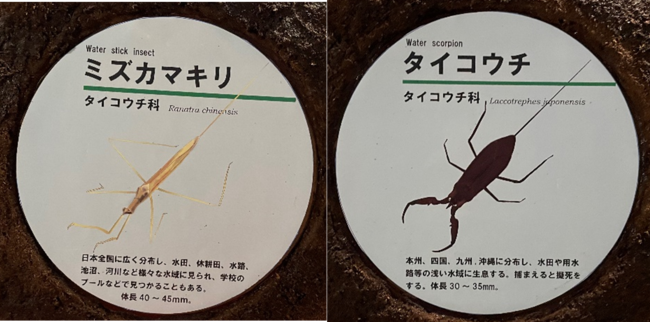 Water stick insect
ミズカマキリ
タイコウチ科 Ranatra chinensis
日本全国に広く分布し、水田、休耕田、水路、
池沼、河川など様々な水域に見られ、学校の
プールなどで見つかることもある。
体長40～45mm。
Water scorpion
タイコウチ
タイコウチ科 Laccotrephes japonensis
本州、四国、九州、沖縄に分布し、水田や用水
路等の浅い水域に生息する。捕まえると擬死を
する。体長30～35mm。